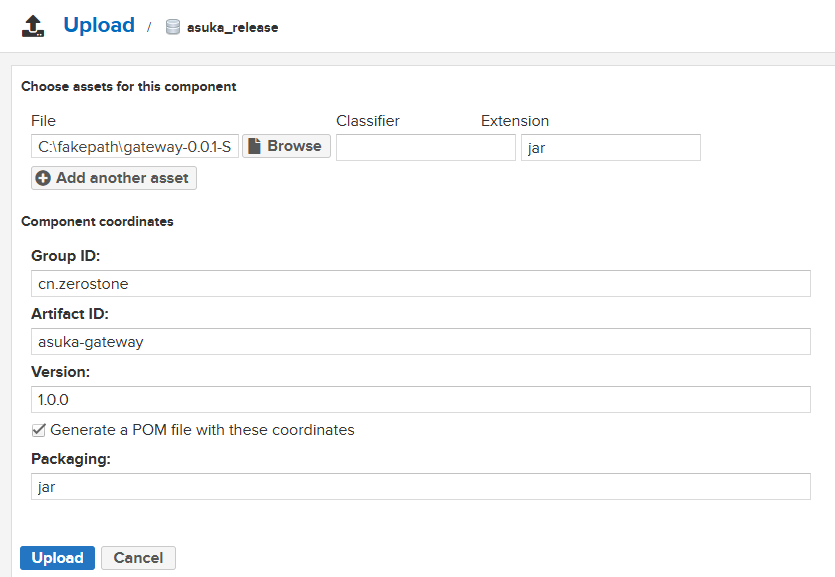 Upload / asuka_release
Choose assets for this component
File Classifier Extension
C:\fakepath\gateway-0.0.1-S Browse jar
Add another asset
Component coordinates
Group ID:
cn.zerostone
Artifact ID:
asuka-gateway
Version:
1.0.0
Generate a POM file with these coordinates
Packaging:
jar
Upload Cancel